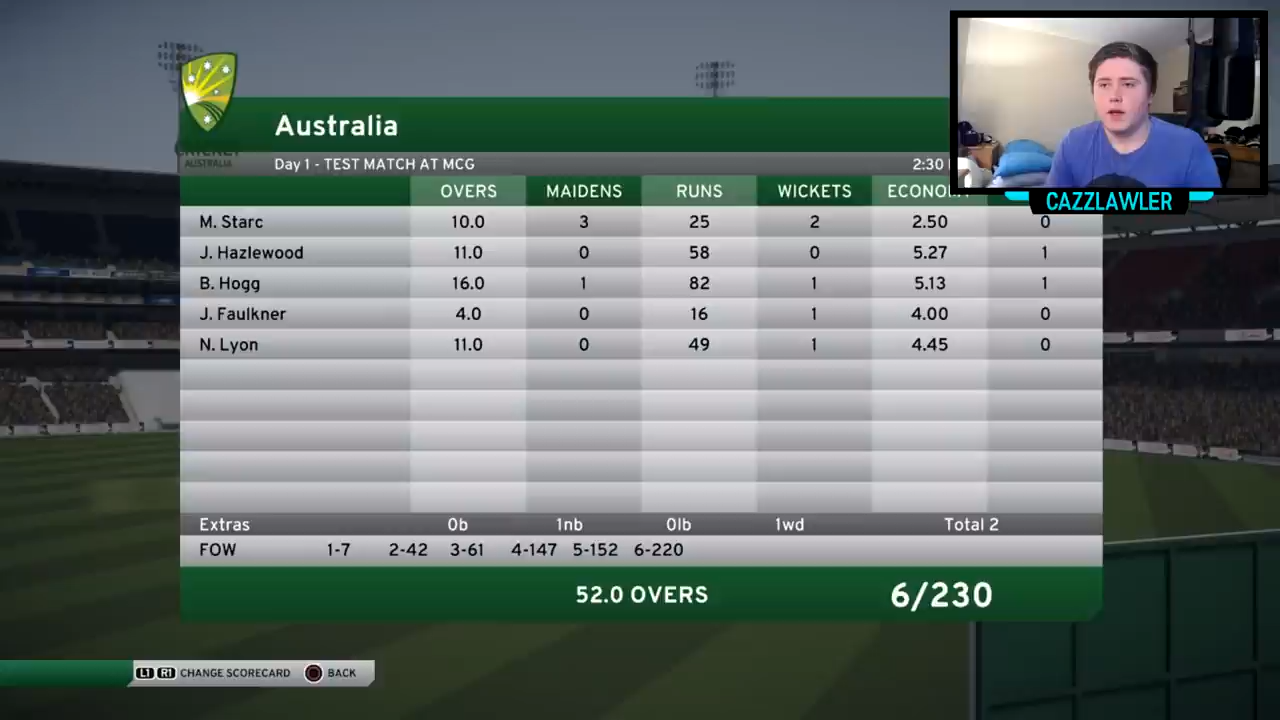 CRICKET
AUSTRALIA
Australia
Day 1 - TEST MATCH AT MCG 2:30
OVERS MAIDENS RUNS WICKETS
M. Starc 10.0 3 25 2 2.50 0
J. Hazlewood 11.0 0 58 0 5.27 1
B. Hogg 16.0 1 82 1 5.13 1
J. Faulkner 4.0 0 16 1 4.00 0
N. Lyon 11.0 0 49 1 4.45 0
Extras 0b 1nb 0lb 1wd Total 2
FOW 1-7 2-42 3-61 4-147 5-152 6-220
52.0 OVERS 6/230
L1 R1 CHANGE SCORECARD BACK
CAZZLAWLER